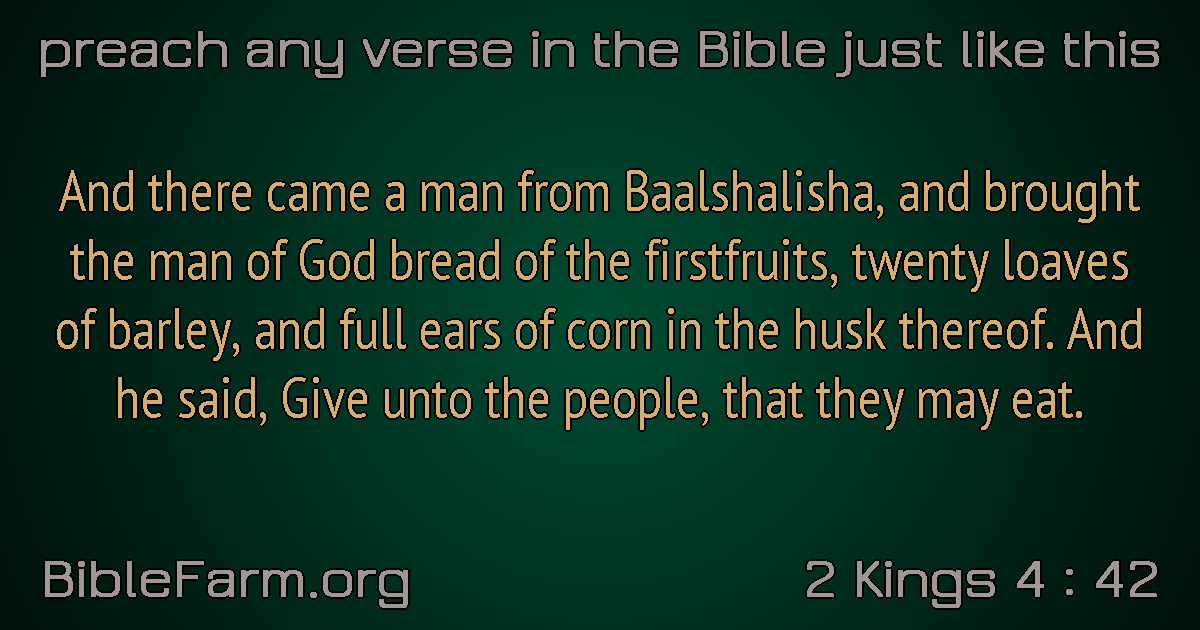 preach any verse in the Bible just like this
And there came a man from Baalshalisha, and brought
the man of God bread of the firstfruits, twenty loaves
of barley, and full ears of corn in the husk thereof. And
he said, Give unto the people, that they may eat.
BibleFarm.org
2 Kings 4 : 42